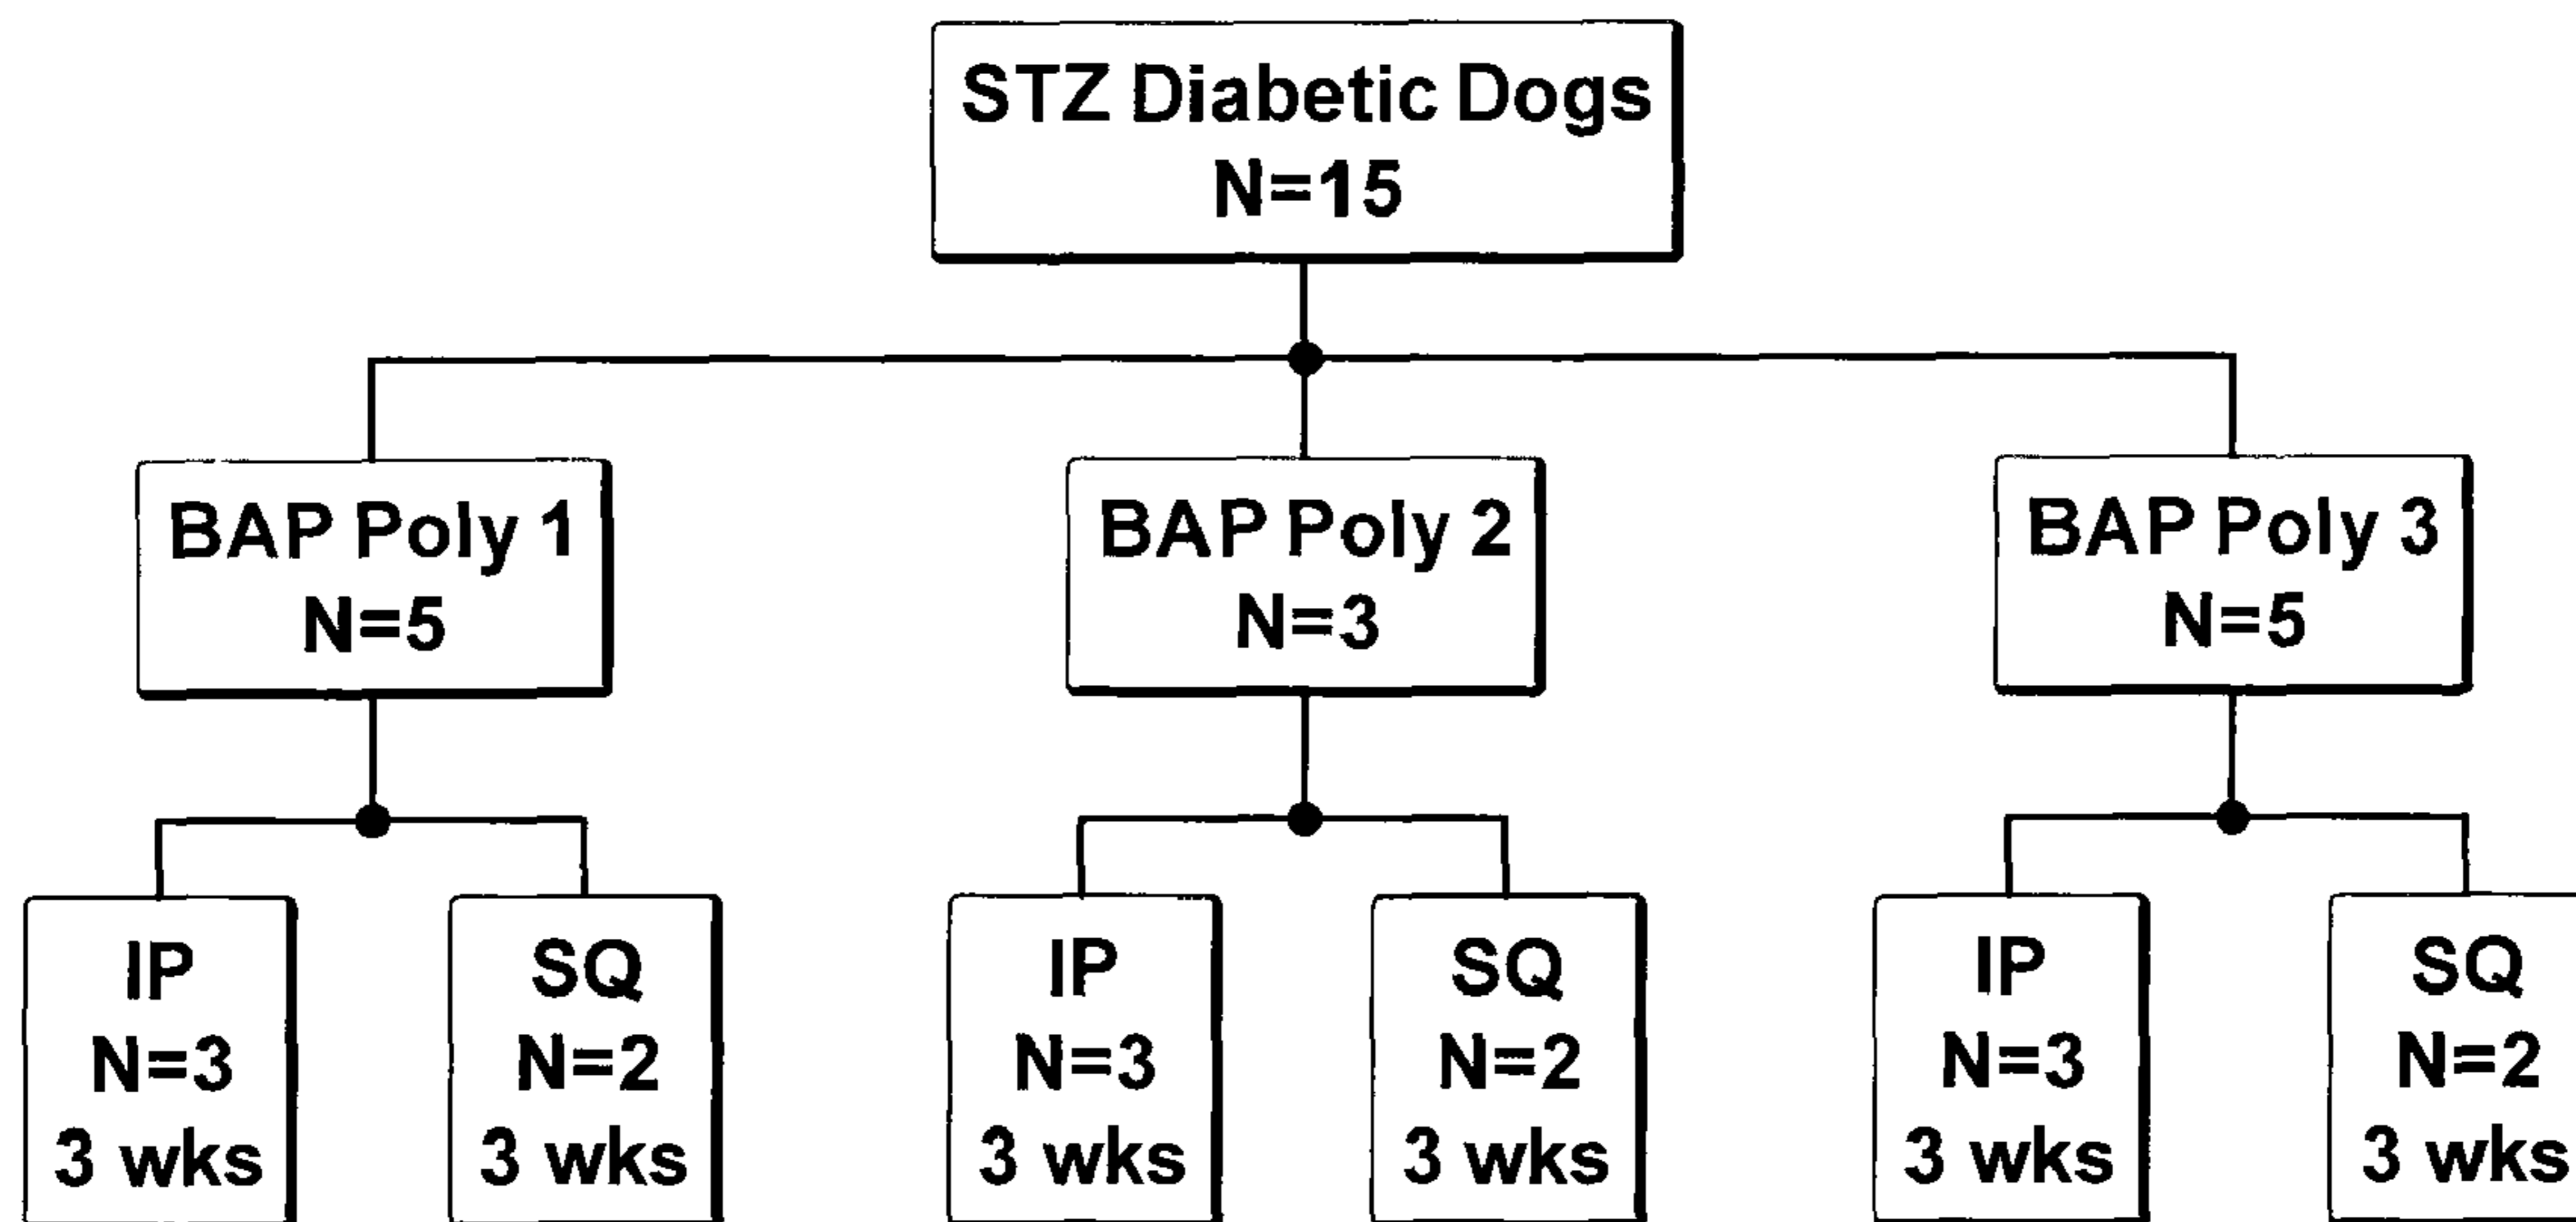 STZ Diabetic Dogs
N=15
BAP Poly 1
N=5
BAP Poly 2
N=3
BAP Poly 3
N=5
IP
N=3
3 wks
SQ
N=2
3 wks
IP
N=3
3 wks
SQ
N=2
3 wks
IP
N=3
3 wks
SQ
N=2
3 wks